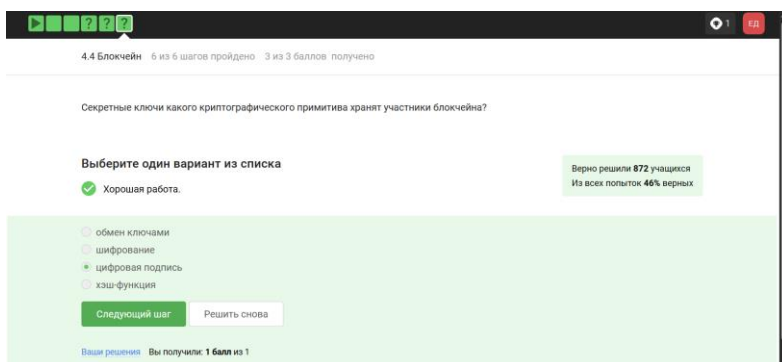 ? ? ?
1
ЕД
4.4 Блокчейн 6 из 6 шагов пройдено 3 из 3 баллов получено
Секретные ключи какого криптографического примитива хранят участники блокчейна?
Выберите один вариант из списка
Хорошая работа.
Верно решили 872 учащихся
Из всех попыток 46% верных
обмен ключами
шифрование
цифровая подпись
хэш-функция
Следующий шаг Решить снова
Ваши решения Вы получили: 1 балл из 1